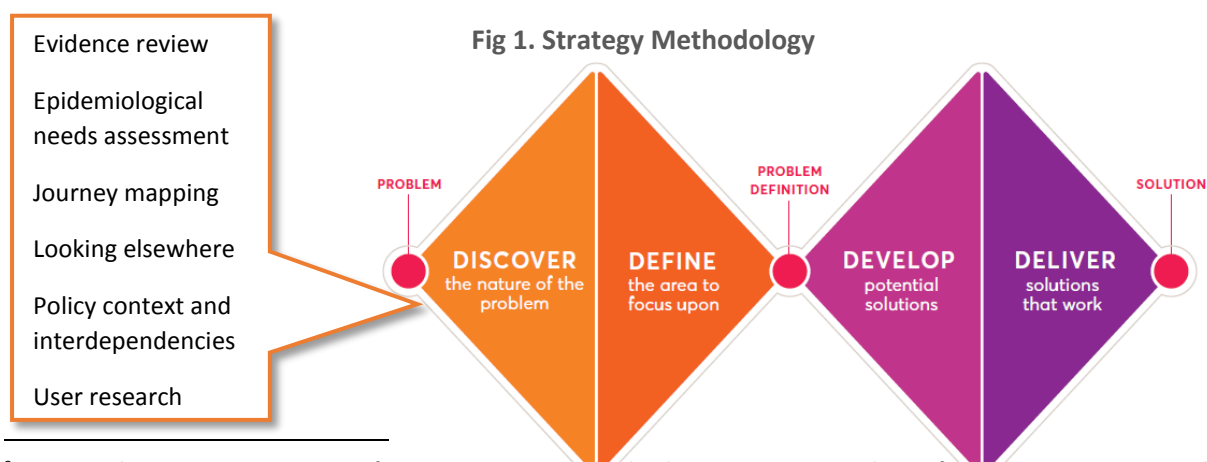 Fig 1. Strategy Methodology
Evidence review
Epidemiological
needs assessment
Journey mapping
Looking elsewhere
Policy context and
interdependencies
User research
PROBLEM
DISCOVER
the nature of the
problem
DEFINE
the area to
focus upon
PROBLEM
DEFINITION
DEVELOP
potential
solutions
DELIVER
solutions
that work
SOLUTION